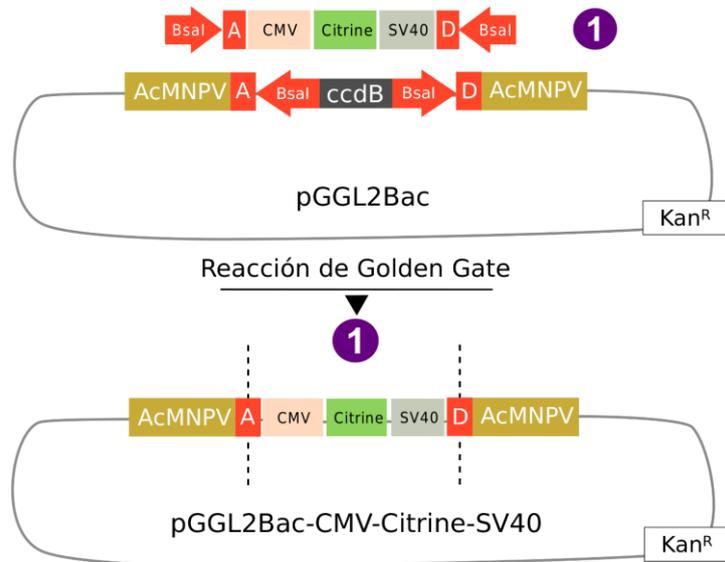 BsaI A CMV Citrine SV40 D BsaI 1
AcMNPV A BsaI ccdB BsaI D AcMNPV
pGGL2Bac
Kanᴿ
Reacción de Golden Gate
1
AcMNPV A CMV Citrine SV40 D AcMNPV
pGGL2Bac-CMV-Citrine-SV40
Kanᴿ